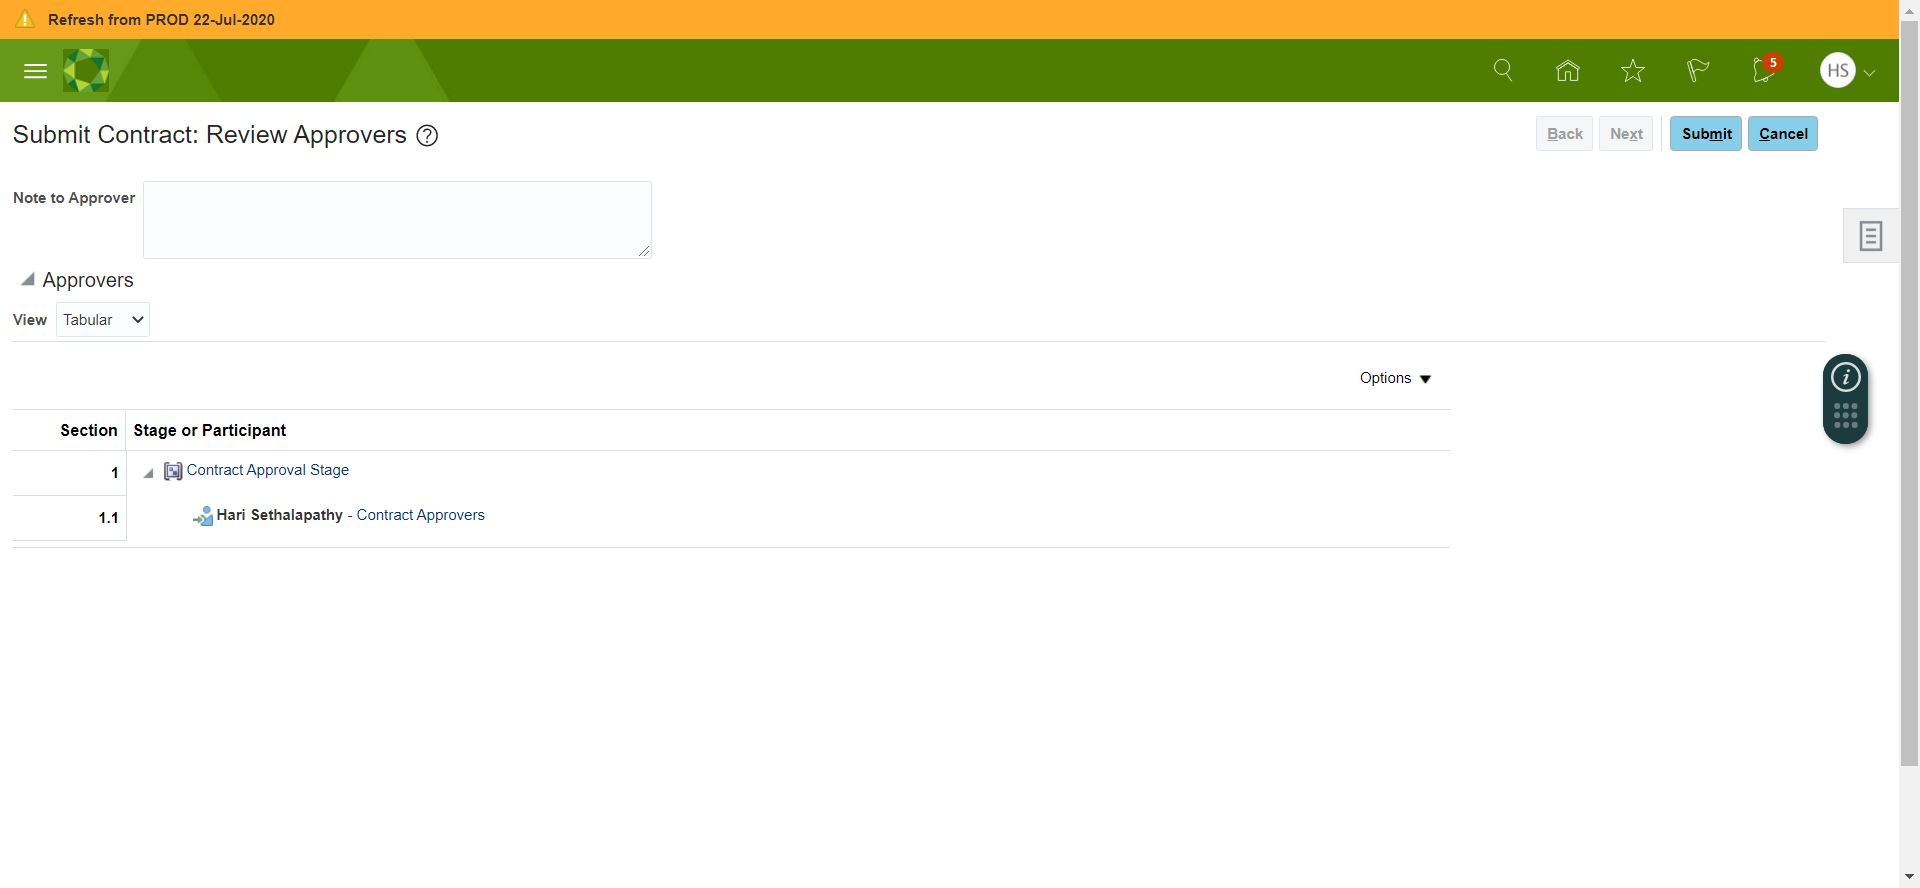 Refresh from PROD 22-Jul-2020
5
HS
Submit Contract: Review Approvers ?
Back Next Submit Cancel
Note to Approver
Approvers
View Tabular
Options
Section Stage or Participant
1 Contract Approval Stage
1.1 Hari Sethalapathy - Contract Approvers